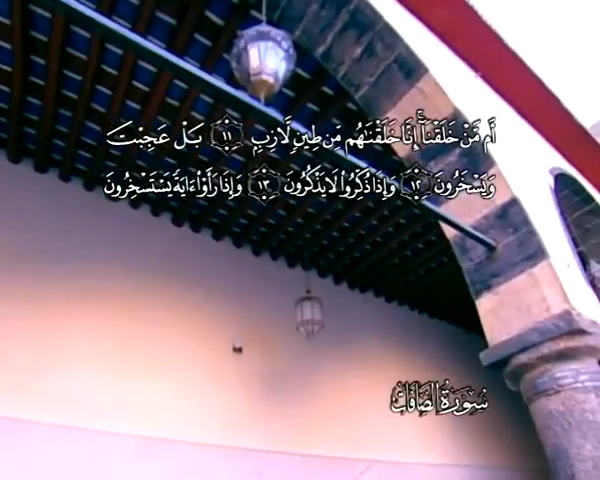 أَم مَّنْ خَلَقْنَآ إِنَّا خَلَقْنَٰهُم مِّن طِينٍ لَّازِبٍۭ ١١ بَلْ عَجِبْتَ
وَيَسْخَرُونَ ١٢ وَإِذَا ذُكِّرُوا۟ لَا يَذْكُرُونَ ١٣ وَإِذَا رَأَوْا۟ ءَايَةً يَسْتَسْخِرُونَ
سُورَةُ الصَّافَّاتِ